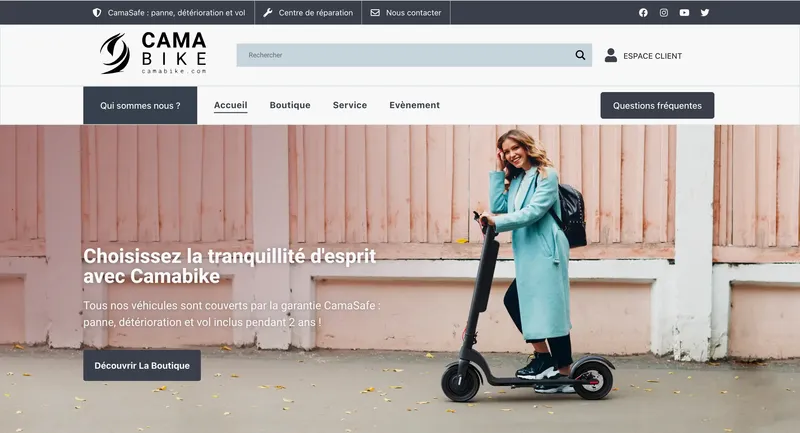 CamaSafe : panne, détérioration et vol
Centre de réparation
Nous contacter
CAMA
BIKE
camabike.com
Rechercher
ESPACE CLIENT
Qui sommes nous ?
Accueil
Boutique
Service
Evènement
Questions fréquentes
Choisissez la tranquillité d'esprit
avec Camabike
Tous nos véhicules sont couverts par la garantie CamaSafe :
panne, détérioration et vol inclus pendant 2 ans !
Découvrir La Boutique